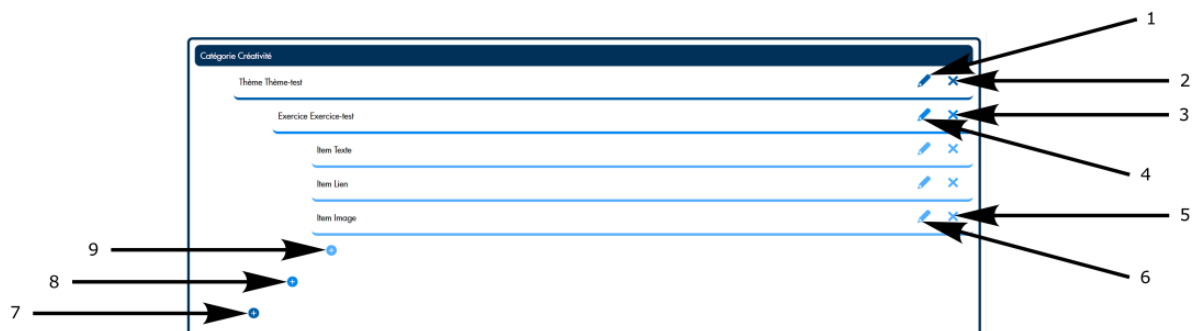 1
Catégorie Créativité
Thème Thème-test
2
Exercice Exercice-test
3
Item Texte
4
Item Lien
Item Image
5
9
6
8
7